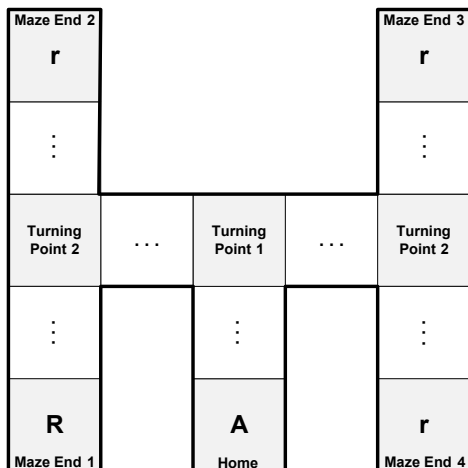 Maze End 2
Maze End 3
r
r
⋮
⋮
Turning
Point 2
. . .
Turning
Point 1
. . .
Turning
Point 2
⋮
⋮
⋮
R
A
r
Maze End 1
Home
Maze End 4